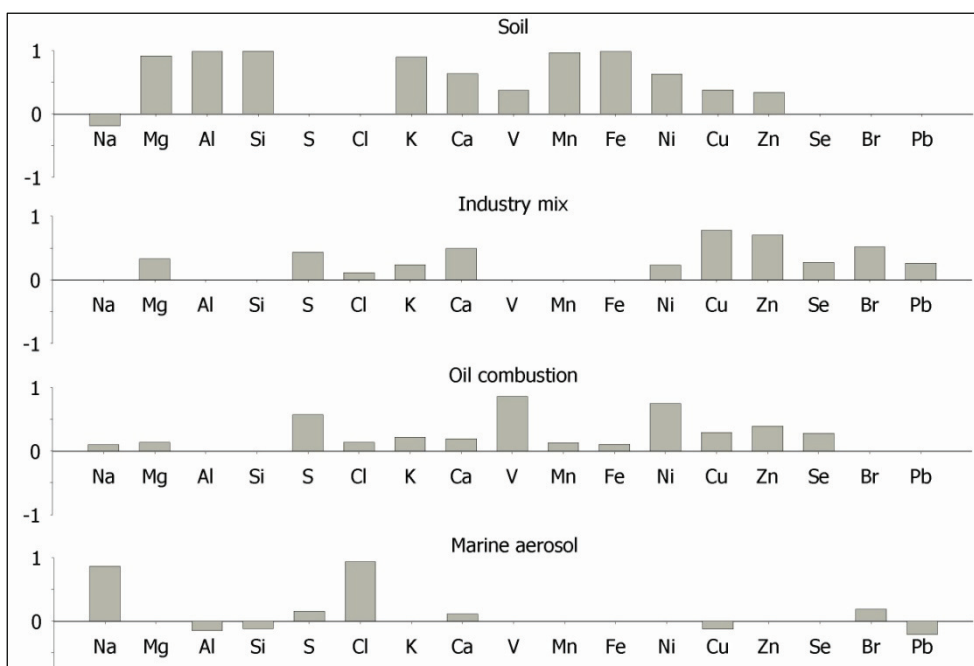 Soil
1
0
Na Mg Al Si S Cl K Ca V Mn Fe Ni Cu Zn Se Br Pb
-1
Industry mix
1
0
Na Mg Al Si S Cl K Ca V Mn Fe Ni Cu Zn Se Br Pb
-1
Oil combustion
1
0
Na Mg Al Si S Cl K Ca V Mn Fe Ni Cu Zn Se Br Pb
-1
Marine aerosol
1
0
Na Mg Al Si S Cl K Ca V Mn Fe Ni Cu Zn Se Br Pb